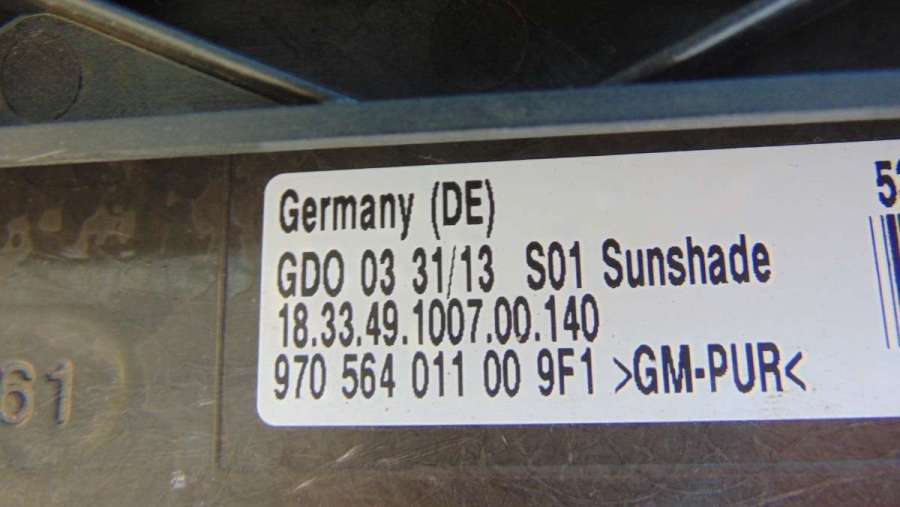 Germany (DE)
GDO 03 31/13 S01 Sunshade
18.33.49.1007.00.140
970 564 011 00 9F1 >GM-PUR<
61